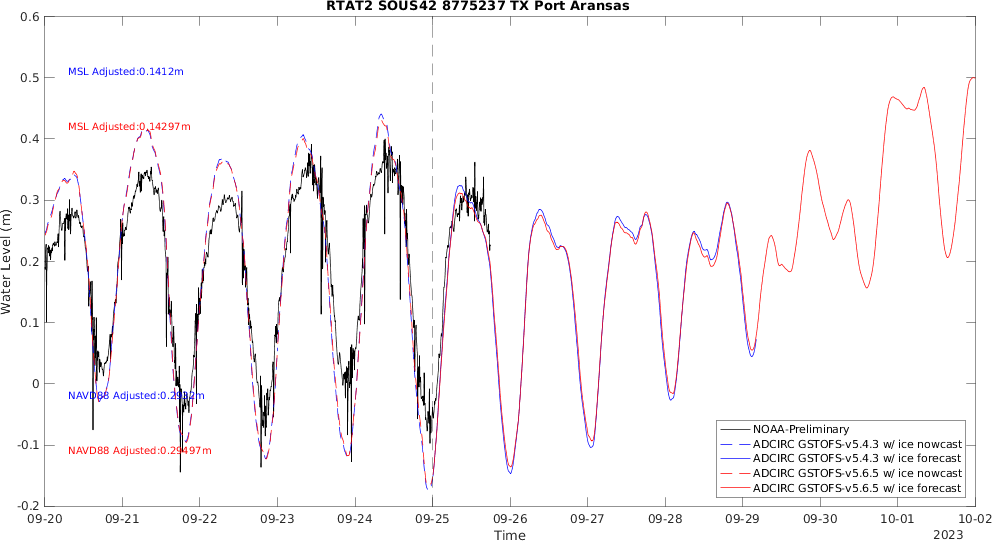 RTAT2 SOUS42 8775237 TX Port Aransas
0.6
0.5
0.4
0.3
0.2
0.1
0
-0.1
-0.2
Water Level (m)
MSL Adjusted:0.1412m
MSL Adjusted:0.14297m
NAVD88 Adjusted:0.2932m
NAVD88 Adjusted:0.29497m
NOAA-Preliminary
ADCIRC GSTOFS-v5.4.3 w/ ice nowcast
ADCIRC GSTOFS-v5.4.3 w/ ice forecast
ADCIRC GSTOFS-v5.6.5 w/ ice nowcast
ADCIRC GSTOFS-v5.6.5 w/ ice forecast
09-20 09-21 09-22 09-23 09-24 09-25 09-26 09-27 09-28 09-29 09-30 10-01 10-02
Time
2023